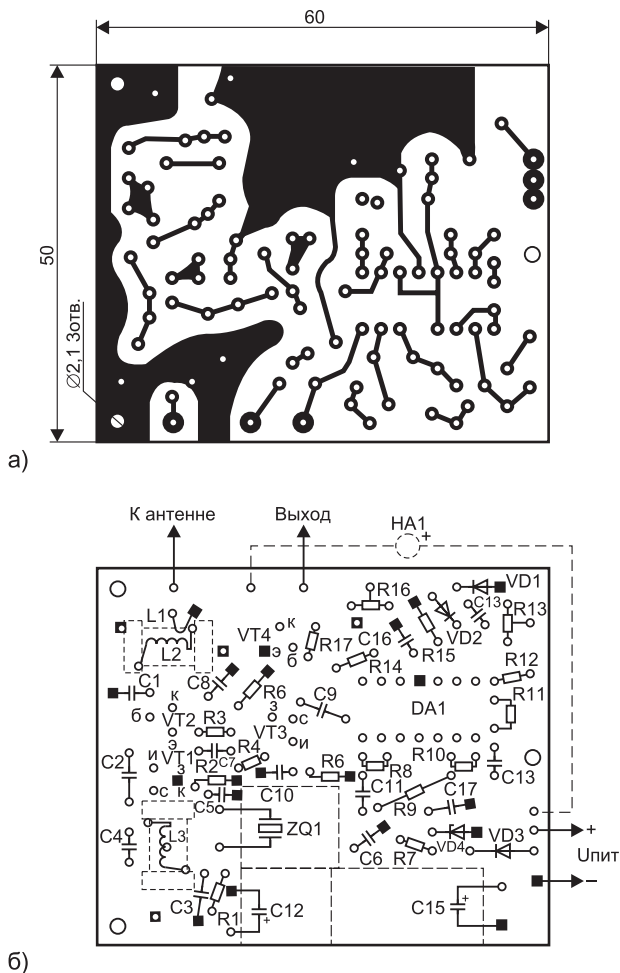 60
50
Ø2,1 3отв.
а)
К антенне
Выход
HA1
+
L1
L2
VT4
к
э
б
R17
R16
C16
R14
R15
VD2
VD1
C13
R13
R12
R11
C1
C8
R6
C9
DA1
к
б
VT2
э
R3
з
с
VT3
и
C2
и
VT1
з
с
к
R2
C7
R4
C5
C10
R6
R8
C11
R10
R9
C17
C13
C4
L3
ZQ1
C6
R7
VD4
VD3
+
Uпит
–
C3
R1
C12
+
C15
+
б)